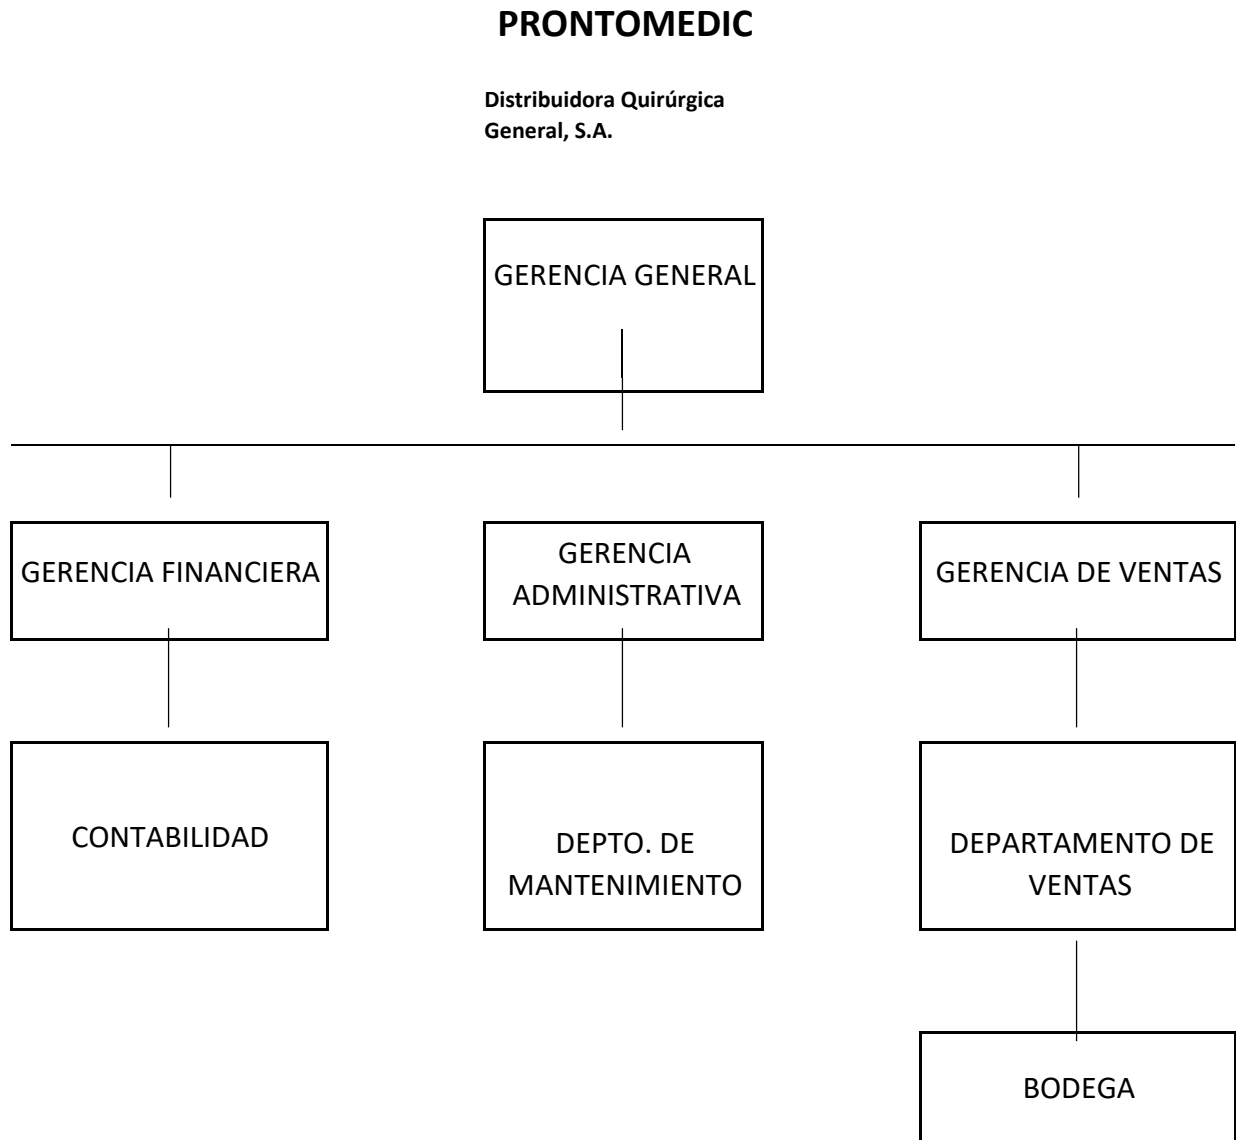 PRONTOMEDIC
Distribuidora Quirúrgica
General, S.A.
GERENCIA GENERAL
GERENCIA FINANCIERA
GERENCIA
ADMINISTRATIVA
GERENCIA DE VENTAS
CONTABILIDAD
DEPTO. DE
MANTENIMIENTO
DEPARTAMENTO DE
VENTAS
BODEGA